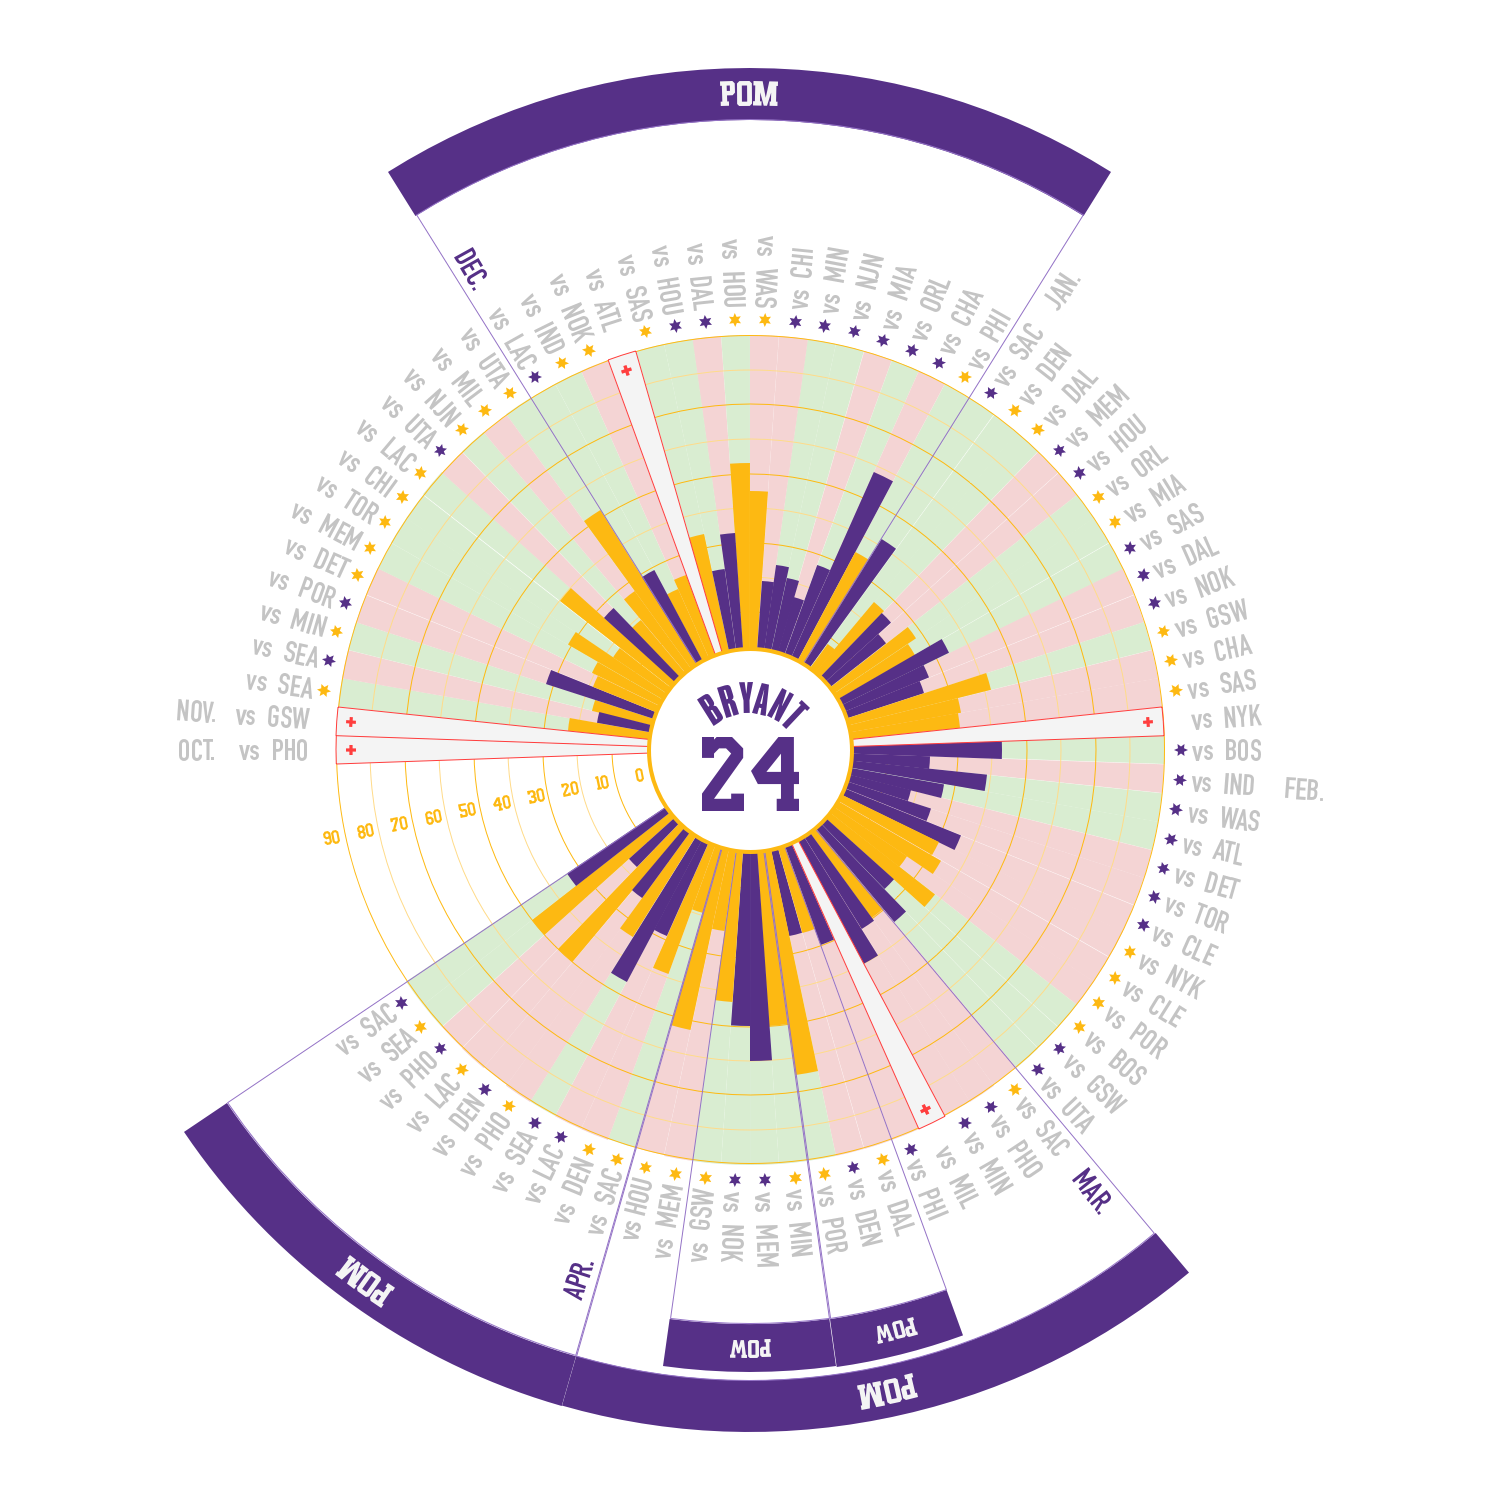 BRYANT
24
0
10
20
30
40
50
60
70
80
90
OCT.
vs PHO
NOV.
vs GSW
vs SEA
vs SEA
vs MIN
vs POR
vs DET
vs MEM
vs TOR
vs CHI
vs LAC
vs UTA
vs NJN
vs MIL
vs UTA
DEC.
vs LAC
vs IND
vs NOK
vs ATL
vs SAS
vs HOU
vs DAL
vs HOU
vs WAS
vs CHI
vs MIN
vs NJN
vs MIA
vs ORL
vs CHA
vs PHI
POM
JAN.
vs SAC
vs DEN
vs DAL
vs MEM
vs HOU
vs ORL
vs MIA
vs SAS
vs DAL
vs NOK
vs GSW
vs CHA
vs SAS
vs NYK
vs BOS
FEB.
vs IND
vs WAS
vs ATL
vs DET
vs TOR
vs CLE
vs NYK
vs CLE
vs POR
vs BOS
vs GSW
vs UTA
MAR.
vs SAC
vs PHO
vs MIN
vs MIL
vs PHI
vs DAL
vs DEN
vs POR
POW
vs MIN
vs MEM
vs NOK
vs GSW
POW
vs MEM
vs HOU
POM
APR.
vs SAC
vs DEN
vs LAC
vs SEA
vs PHO
vs DEN
vs LAC
vs PHO
vs SEA
vs SAC
POM